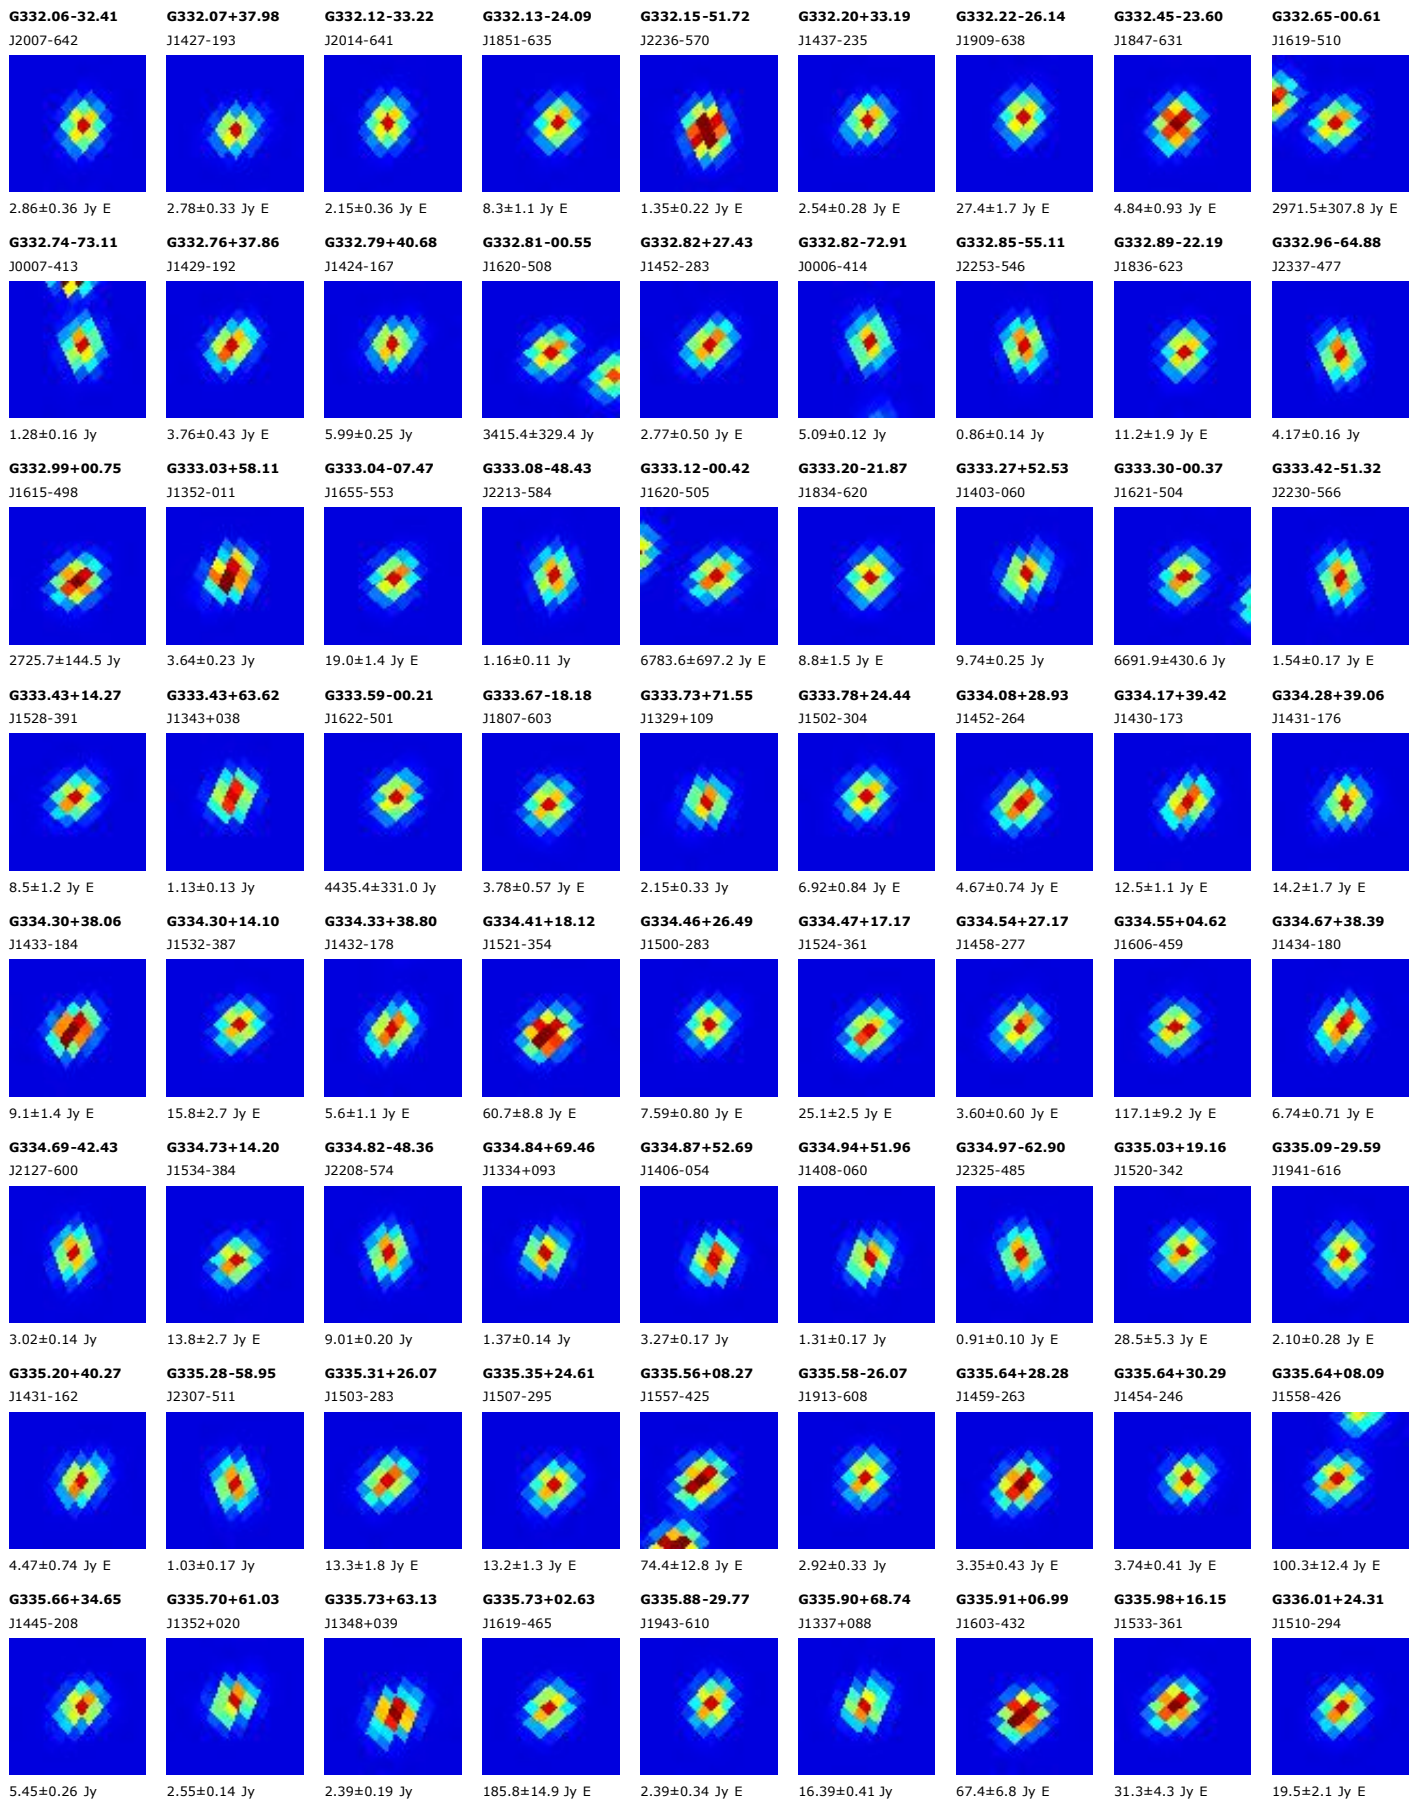 G332.06-32.41 G332.07+37.98 G332.12-33.22 G332.13-24.09 G332.15-51.72 G332.20+33.19 G332.22-26.14 G332.45-23.60 G332.65-00.61
J2007-642 J1427-193 J2014-641 J1851-635 J2236-570 J1437-235 J1909-638 J1847-631 J1619-510
2.86±0.36 Jy E 2.78±0.33 Jy E 2.15±0.36 Jy E 8.3±1.1 Jy E 1.35±0.22 Jy E 2.54±0.28 Jy E 27.4±1.7 Jy E 4.84±0.93 Jy E 2971.5±307.8 Jy E
G332.74-73.11 G332.76+37.86 G332.79+40.68 G332.81-00.55 G332.82+27.43 G332.82-72.91 G332.85-55.11 G332.89-22.19 G332.96-64.88
J0007-413 J1429-192 J1424-167 J1620-508 J1452-283 J0006-414 J2253-546 J1836-623 J2337-477
1.28±0.16 Jy 3.76±0.43 Jy E 5.99±0.25 Jy 3415.4±329.4 Jy 2.77±0.50 Jy E 5.09±0.12 Jy 0.86±0.14 Jy 11.2±1.9 Jy E 4.17±0.16 Jy
G332.99+00.75 G333.03+58.11 G333.04-07.47 G333.08-48.43 G333.12-00.42 G333.20-21.87 G333.27+52.53 G333.30-00.37 G333.42-51.32
J1615-498 J1352-011 J1655-553 J2213-584 J1620-505 J1834-620 J1403-060 J1621-504 J2230-566
2725.7±144.5 Jy 3.64±0.23 Jy 19.0±1.4 Jy E 1.16±0.11 Jy 6783.6±697.2 Jy E 8.8±1.5 Jy E 9.74±0.25 Jy 6691.9±430.6 Jy 1.54±0.17 Jy E
G333.43+14.27 G333.43+63.62 G333.59-00.21 G333.67-18.18 G333.73+71.55 G333.78+24.44 G334.08+28.93 G334.17+39.42 G334.28+39.06
J1528-391 J1343+038 J1622-501 J1807-603 J1329+109 J1502-304 J1452-264 J1430-173 J1431-176
8.5±1.2 Jy E 1.13±0.13 Jy 4435.4±331.0 Jy 3.78±0.57 Jy E 2.15±0.33 Jy 6.92±0.84 Jy E 4.67±0.74 Jy E 12.5±1.1 Jy E 14.2±1.7 Jy E
G334.30+38.06 G334.30+14.10 G334.33+38.80 G334.41+18.12 G334.46+26.49 G334.47+17.17 G334.54+27.17 G334.55+04.62 G334.67+38.39
J1433-184 J1532-387 J1432-178 J1521-354 J1500-283 J1524-361 J1458-277 J1606-459 J1434-180
9.1±1.4 Jy E 15.8±2.7 Jy E 5.6±1.1 Jy E 60.7±8.8 Jy E 7.59±0.80 Jy E 25.1±2.5 Jy E 3.60±0.60 Jy E 117.1±9.2 Jy E 6.74±0.71 Jy E
G334.69-42.43 G334.73+14.20 G334.82-48.36 G334.84+69.46 G334.87+52.69 G334.94+51.96 G334.97-62.90 G335.03+19.16 G335.09-29.59
J2127-600 J1534-384 J2208-574 J1334+093 J1406-054 J1408-060 J2325-485 J1520-342 J1941-616
3.02±0.14 Jy 13.8±2.7 Jy E 9.01±0.20 Jy 1.37±0.14 Jy 3.27±0.17 Jy 1.31±0.17 Jy 0.91±0.10 Jy E 28.5±5.3 Jy E 2.10±0.28 Jy E
G335.20+40.27 G335.28-58.95 G335.31+26.07 G335.35+24.61 G335.56+08.27 G335.58-26.07 G335.64+28.28 G335.64+30.29 G335.64+08.09
J1431-162 J2307-511 J1503-283 J1507-295 J1557-425 J1913-608 J1459-263 J1454-246 J1558-426
4.47±0.74 Jy E 1.03±0.17 Jy 13.3±1.8 Jy E 13.2±1.3 Jy E 74.4±12.8 Jy E 2.92±0.33 Jy 3.35±0.43 Jy E 3.74±0.41 Jy E 100.3±12.4 Jy E
G335.66+34.65 G335.70+61.03 G335.73+63.13 G335.73+02.63 G335.88-29.77 G335.90+68.74 G335.91+06.99 G335.98+16.15 G336.01+24.31
J1445-208 J1352+020 J1348+039 J1619-465 J1943-610 J1337+088 J1603-432 J1533-361 J1510-294
5.45±0.26 Jy 2.55±0.14 Jy 2.39±0.19 Jy 185.8±14.9 Jy E 2.39±0.34 Jy E 16.39±0.41 Jy 67.4±6.8 Jy E 31.3±4.3 Jy E 19.5±2.1 Jy E